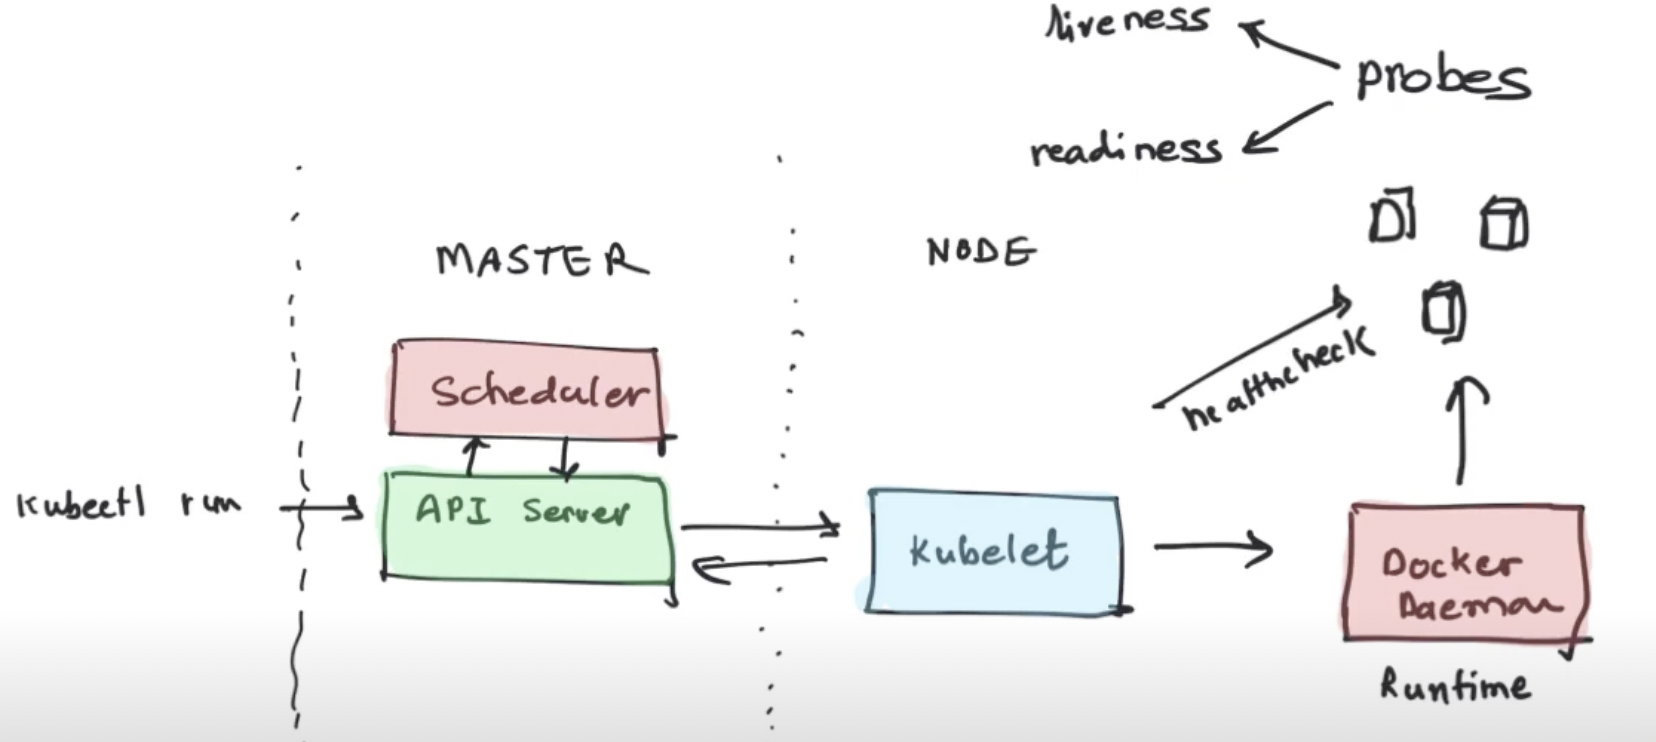 liveness
probes
readiness
MASTER
NODE
Scheduler
healthcheck
Kubectl run
API Server
Kubelet
Docker
Daemon
Runtime